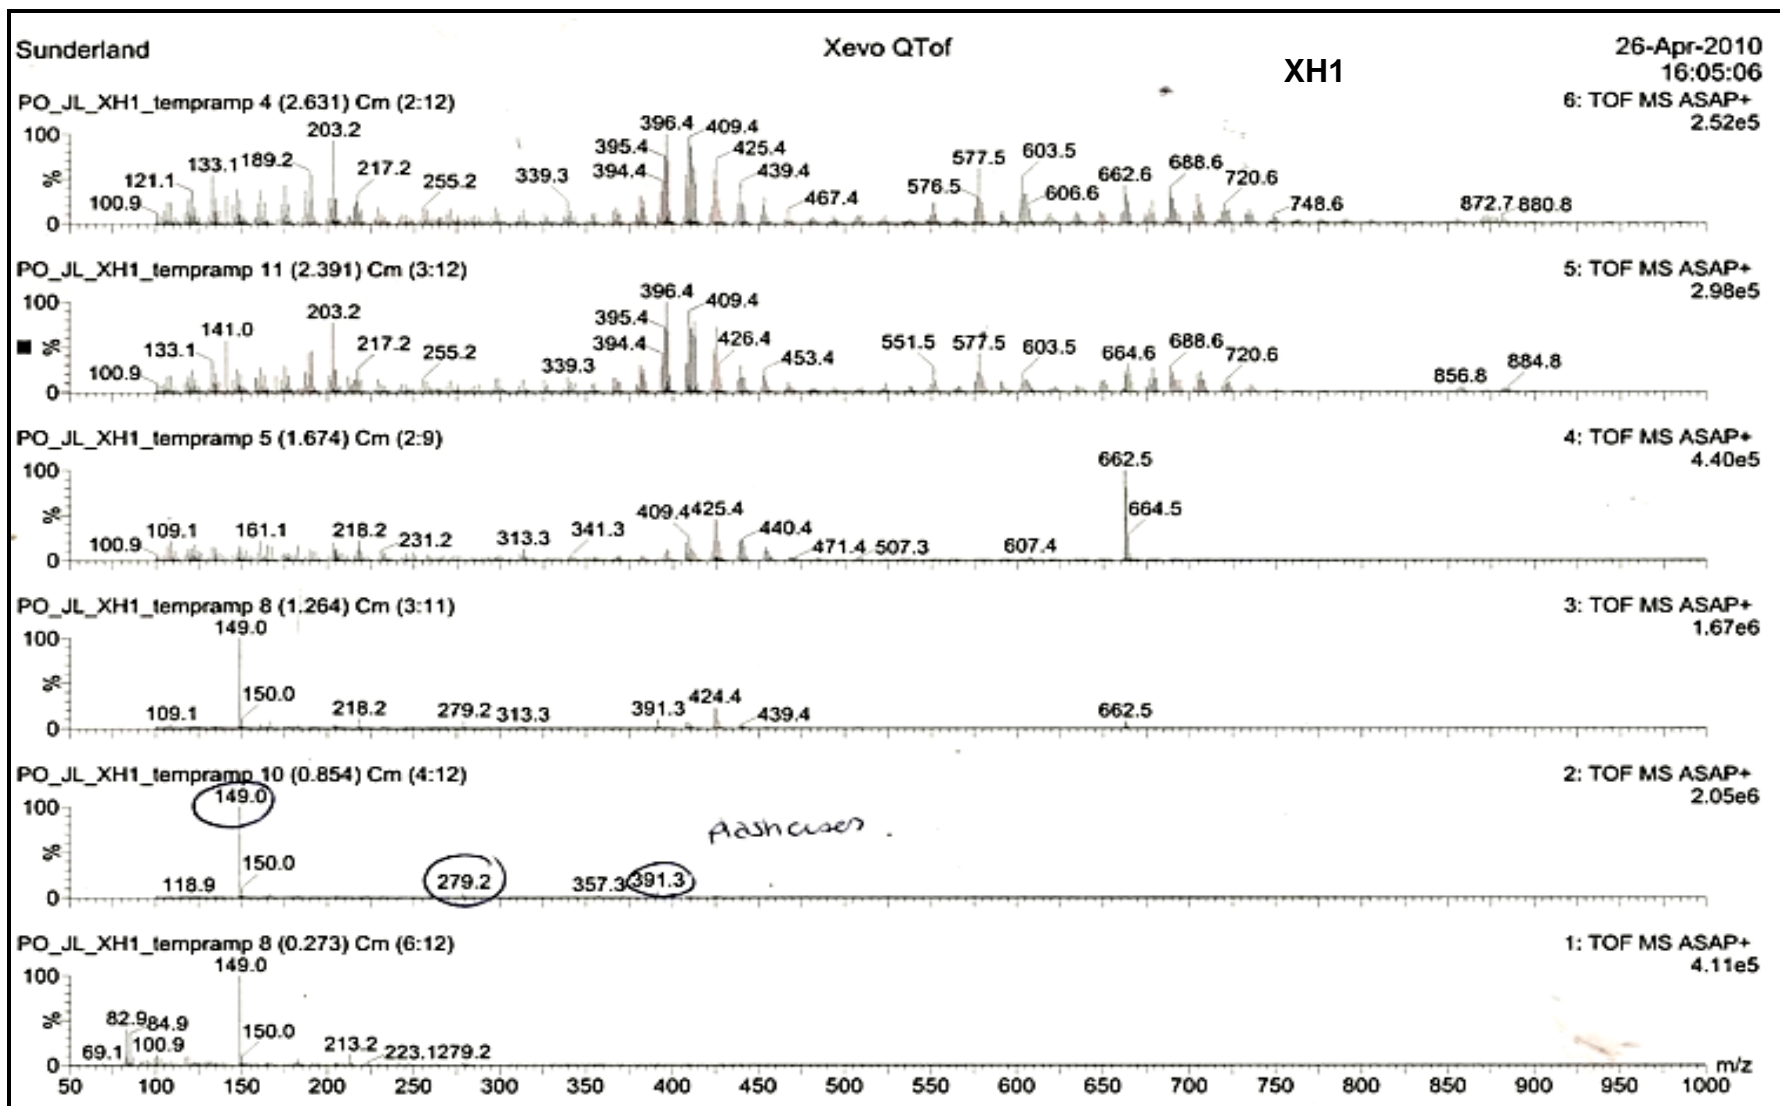 Sunderland Xevo QTof XH1 26-Apr-2010
16:05:06
PO_JL_XH1_tempramp 4 (2.631) Cm (2:12) 6: TOF MS ASAP+
2.52e5
100 % 0
100.9 121.1 133.1 189.2 203.2 217.2 255.2 339.3 394.4 395.4 396.4 409.4 425.4 439.4 467.4 576.5 577.5 603.5 606.6 662.6 688.6 720.6 748.6 872.7 880.8
PO_JL_XH1_tempramp 11 (2.391) Cm (3:12) 5: TOF MS ASAP+
2.98e5
100 % 0
100.9 133.1 141.0 203.2 217.2 255.2 339.3 394.4 395.4 396.4 409.4 426.4 453.4 551.5 577.5 603.5 664.6 688.6 720.6 856.8 884.8
PO_JL_XH1_tempramp 5 (1.674) Cm (2:9) 4: TOF MS ASAP+
4.40e5
100 % 0
100.9 109.1 161.1 218.2 231.2 313.3 341.3 409.4 425.4 440.4 471.4 507.3 607.4 662.5 664.5
PO_JL_XH1_tempramp 8 (1.264) Cm (3:11) 3: TOF MS ASAP+
1.67e6
100 % 0
109.1 149.0 150.0 218.2 279.2 313.3 391.3 424.4 439.4 662.5
PO_JL_XH1_tempramp 10 (0.854) Cm (4:12) 2: TOF MS ASAP+
2.05e6
100 % 0
118.9 149.0 150.0 279.2 357.3 391.3
PO_JL_XH1_tempramp 8 (0.273) Cm (6:12) 1: TOF MS ASAP+
4.11e5
100 % 0
69.1 82.9 84.9 100.9 149.0 150.0 213.2 223.1 279.2
m/z
50 100 150 200 250 300 350 400 450 500 550 600 650 700 750 800 850 900 950 1000